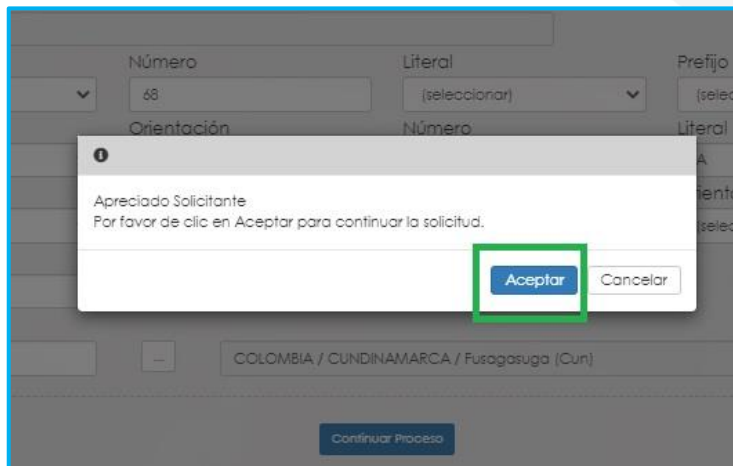 Número Literal Prefijo
68 (seleccionar)
Orientación Número Literal
A
Apreciado Solicitante
Por favor de clic en Aceptar para continuar la solicitud.
Aceptar Cancelar
... COLOMBIA / CUNDINAMARCA / Fusagasuga (Cun)
Continuar Proceso